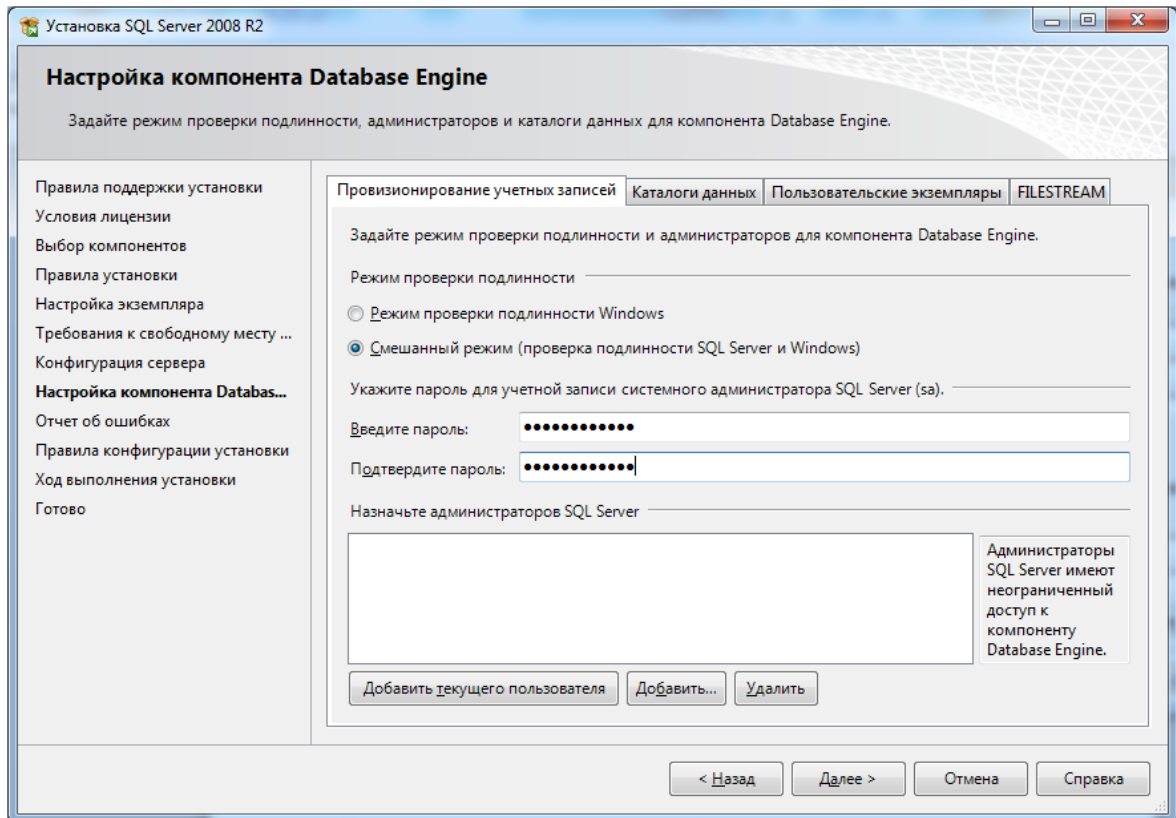 Установка SQL Server 2008 R2
Настройка компонента Database Engine
Задайте режим проверки подлинности, администраторов и каталоги данных для компонента Database Engine.
Правила поддержки установки
Условия лицензии
Выбор компонентов
Правила установки
Настройка экземпляра
Требования к свободному месту ...
Конфигурация сервера
Настройка компонента Databas...
Отчет об ошибках
Правила конфигурации установки
Ход выполнения установки
Готово
Провизионирование учетных записей
Каталоги данных
Пользовательские экземпляры
FILESTREAM
Задайте режим проверки подлинности и администраторов для компонента Database Engine.
Режим проверки подлинности
Режим проверки подлинности Windows
Смешанный режим (проверка подлинности SQL Server и Windows)
Укажите пароль для учетной записи системного администратора SQL Server (sa).
Введите пароль: ●●●●●●●●●●●●
Подтвердите пароль: ●●●●●●●●●●●●
Назначьте администраторов SQL Server
Администраторы
SQL Server имеют
неограниченный
доступ к
компоненту
Database Engine.
Добавить текущего пользователя
Добавить...
Удалить
< Назад
Далее >
Отмена
Справка